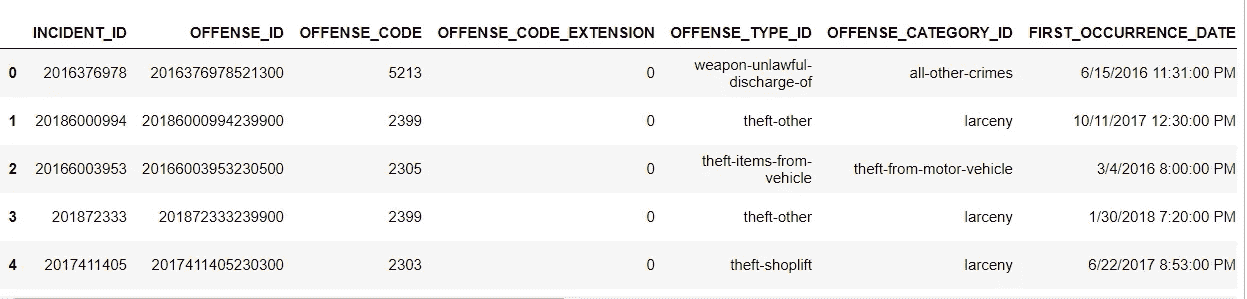 INCIDENT_ID OFFENSE_ID OFFENSE_CODE OFFENSE_CODE_EXTENSION OFFENSE_TYPE_ID OFFENSE_CATEGORY_ID FIRST_OCCURRENCE_DATE
0 2016376978 2016376978521300 5213 0 weapon-unlawful- all-other-crimes 6/15/2016 11:31:00 PM
discharge-of
1 20186000994 20186000994239900 2399 0 theft-other larceny 10/11/2017 12:30:00 PM
2 20166003953 20166003953230500 2305 0 theft-items-from- theft-from-motor-vehicle 3/4/2016 8:00:00 PM
vehicle
3 201872333 201872333239900 2399 0 theft-other larceny 1/30/2018 7:20:00 PM
4 2017411405 2017411405230300 2303 0 theft-shoplift larceny 6/22/2017 8:53:00 PM